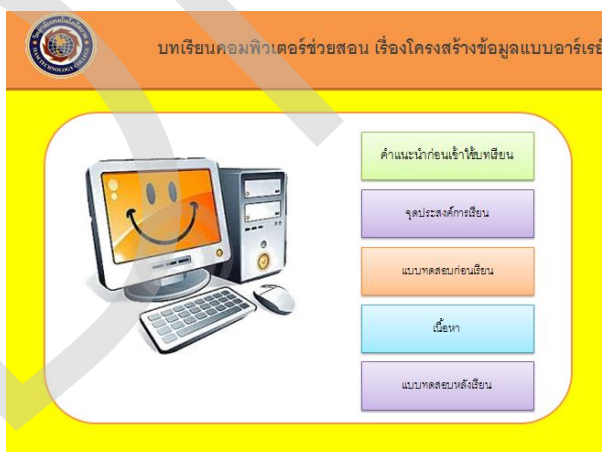 บทเรียนคอมพิวเตอร์ช่วยสอน เรื่องโครงสร้างข้อมูลแบบอาร์เรย์
คำแนะนำก่อนเข้าใช้บทเรียน
จุดประสงค์การเรียน
แบบทดสอบก่อนเรียน
เนื้อหา
แบบทดสอบหลังเรียน